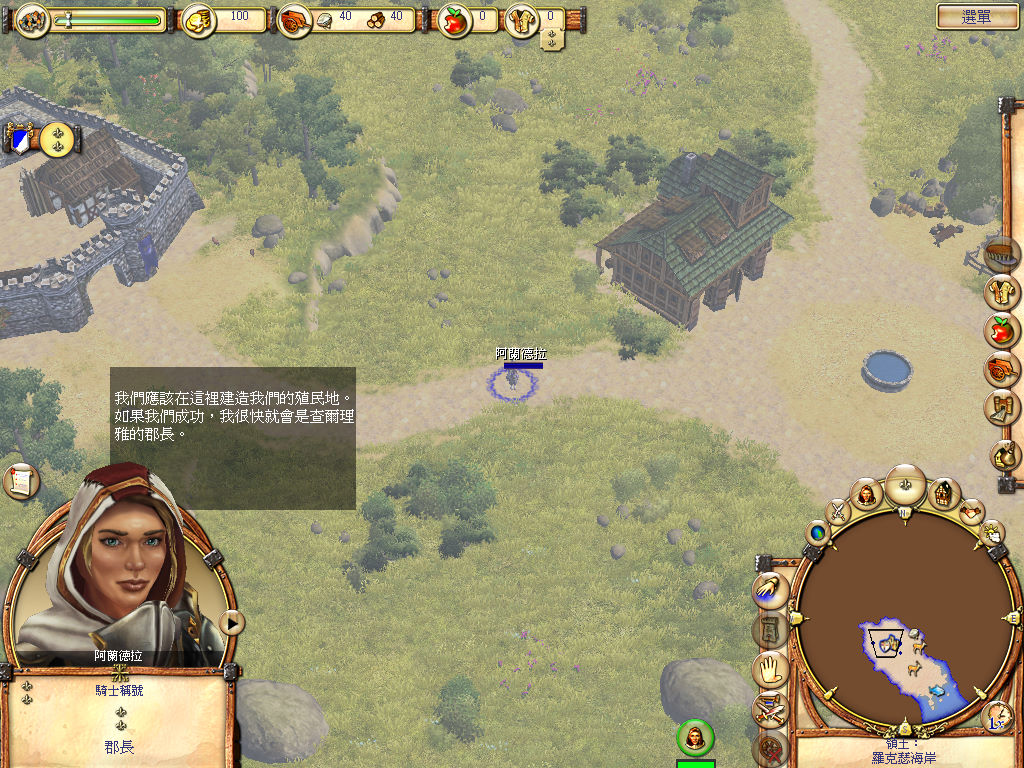 100
40
40
0
0
選單
阿蘭德拉
我們應該在這裡建造我們的殖民地。
如果我們成功，我很快就會是查爾理
雅的郡長。
阿蘭德拉
騎士稱號
郡長
N
E
S
W
1x
領土：
羅克瑟海岸